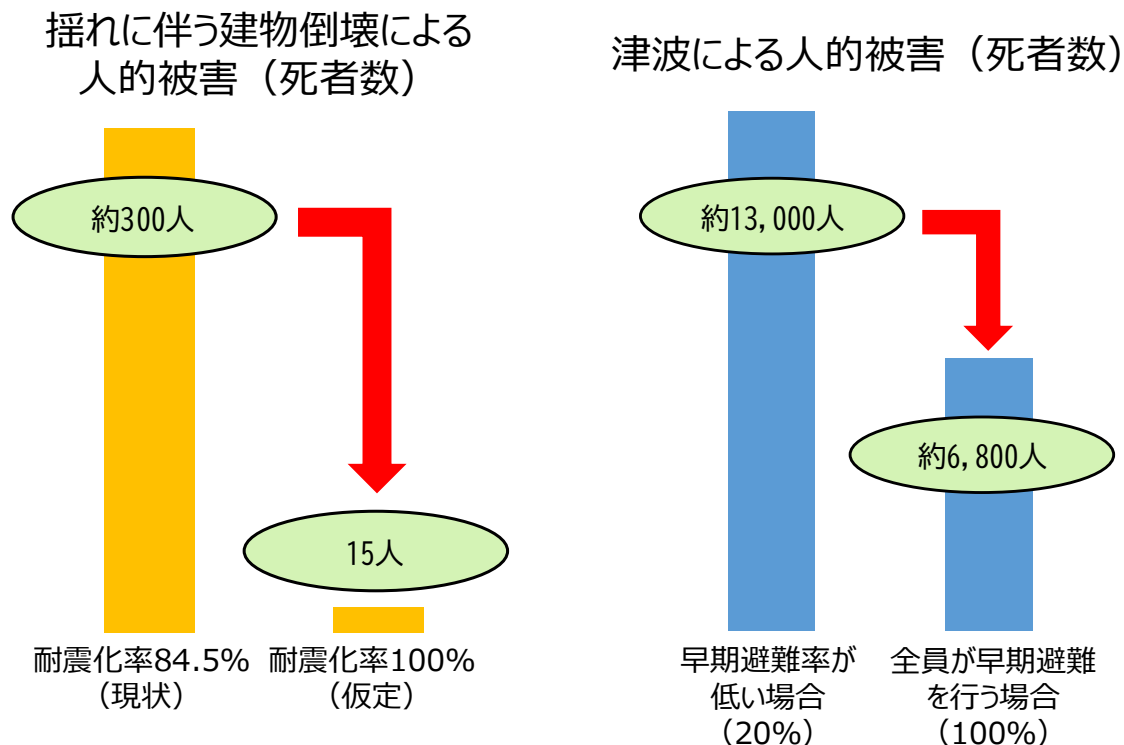 揺れに伴う建物倒壊による
人的被害（死者数）
約300人
15人
耐震化率84.5%
（現状）
耐震化率100%
（仮定）
津波による人的被害（死者数）
約13,000人
約6,800人
早期避難率が
低い場合
（20%）
全員が早期避難
を行う場合
（100%）